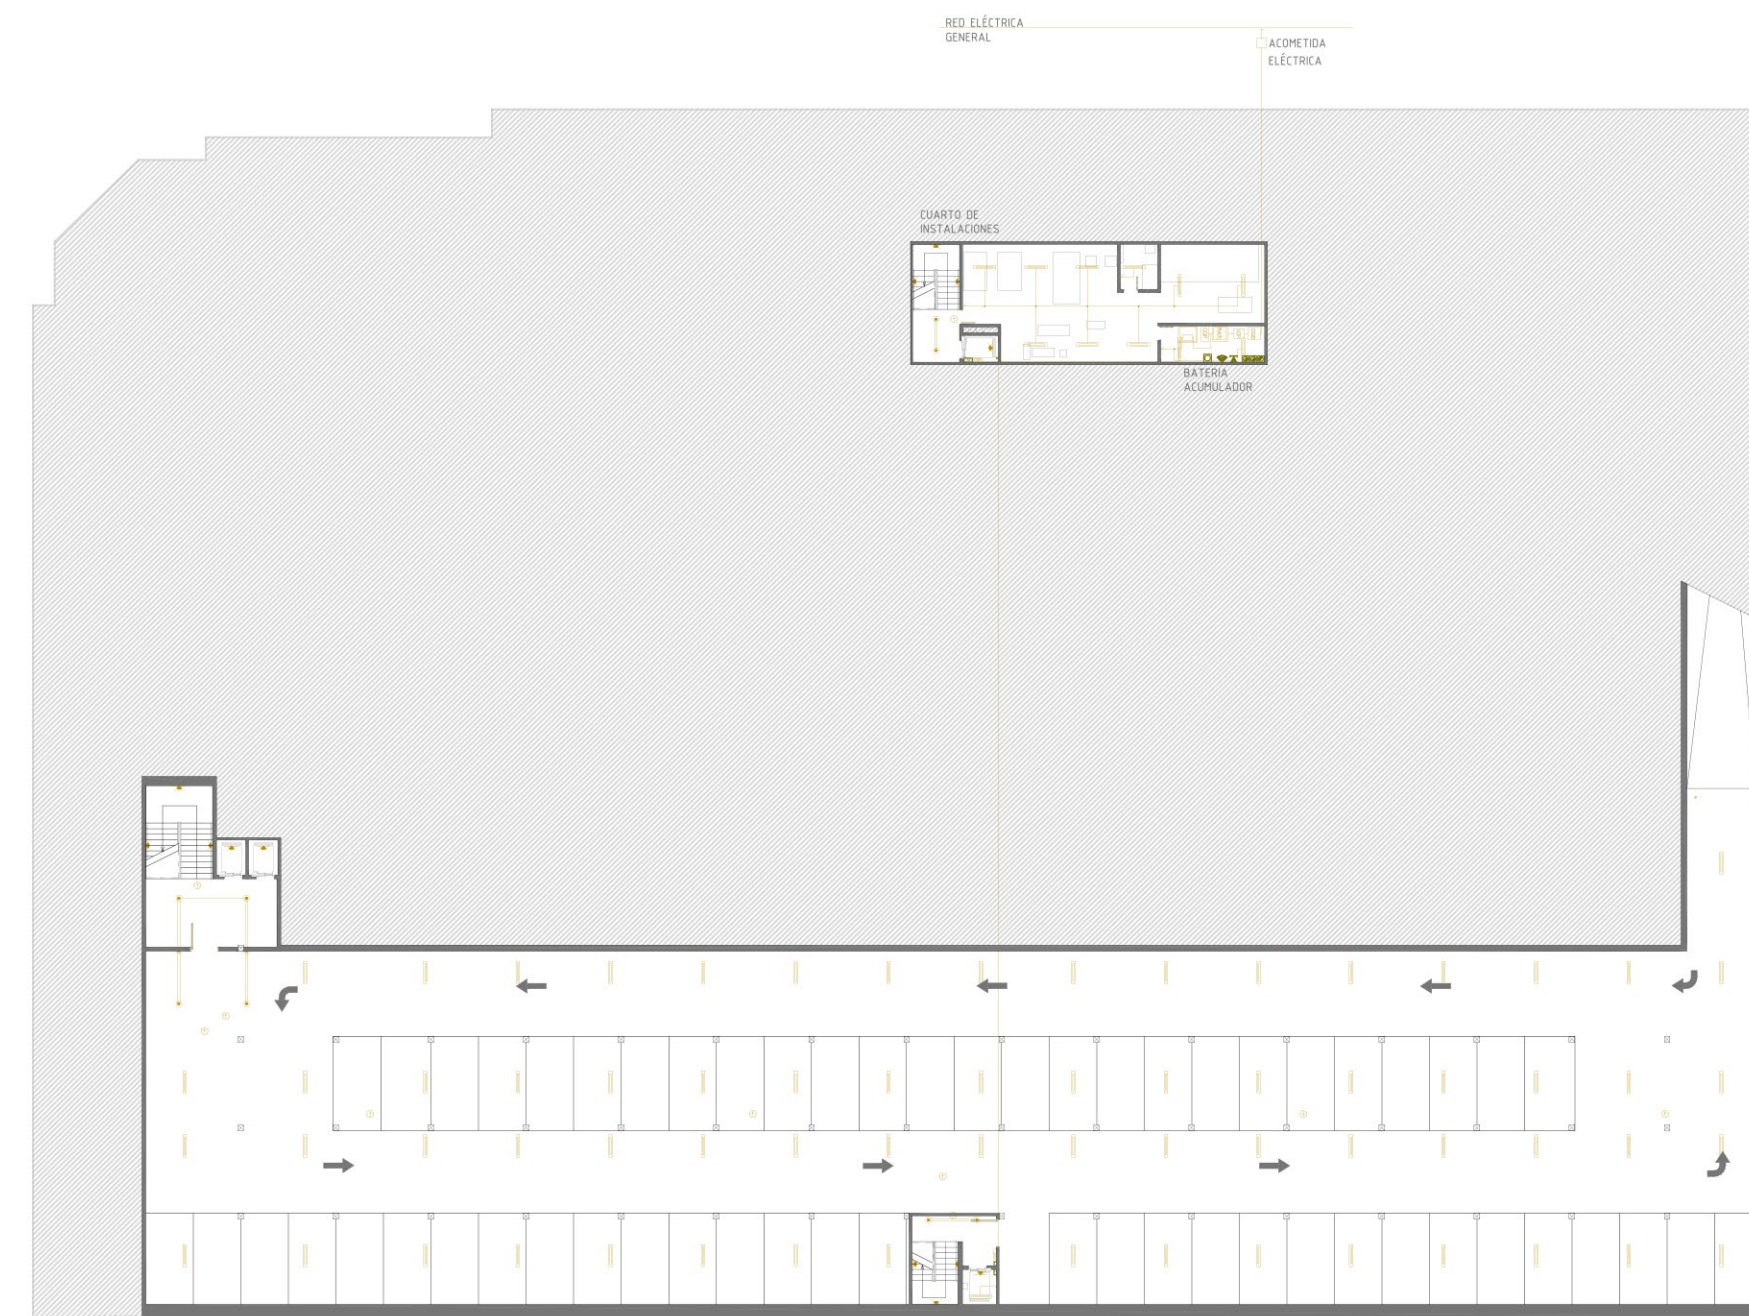 RED ELÉCTRICA
GENERAL
ACOMETIDA
ELÉCTRICA
CUARTO DE
INSTALACIONES
BATERIA
ACUMULADOR